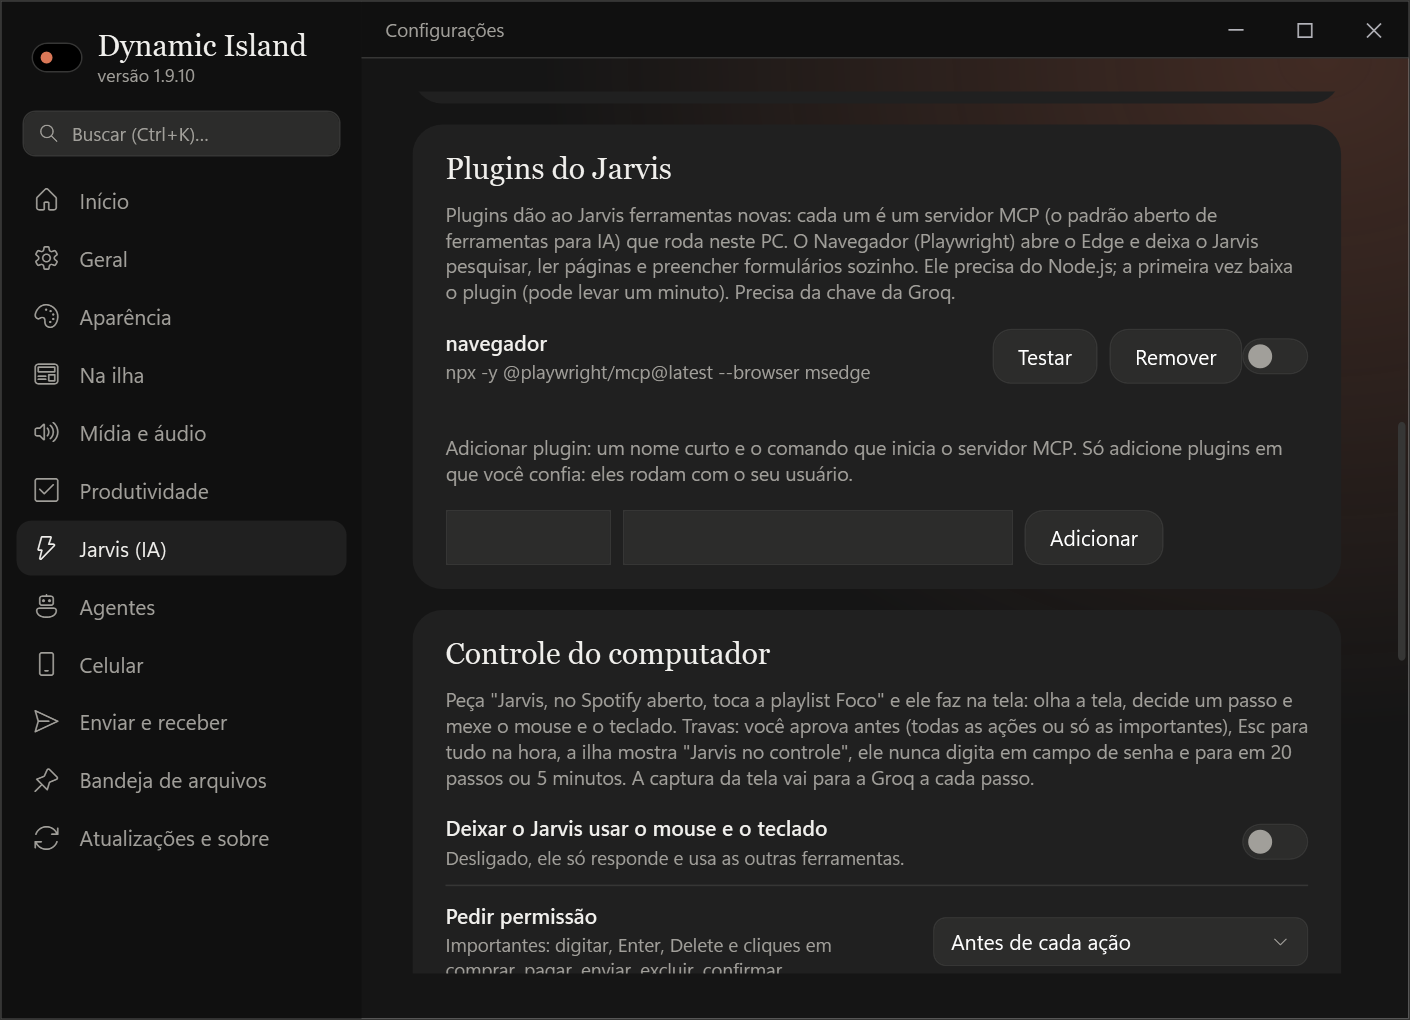 Dynamic Island
versão 1.9.10
Buscar (Ctrl+K)...
Início
Geral
Aparência
Na ilha
Mídia e áudio
Produtividade
Jarvis (IA)
Agentes
Celular
Enviar e receber
Bandeja de arquivos
Atualizações e sobre
Configurações
Plugins do Jarvis
Plugins dão ao Jarvis ferramentas novas: cada um é um servidor MCP (o padrão aberto de
ferramentas para IA) que roda neste PC. O Navegador (Playwright) abre o Edge e deixa o Jarvis
pesquisar, ler páginas e preencher formulários sozinho. Ele precisa do Node.js; a primeira vez baixa
o plugin (pode levar um minuto). Precisa da chave da Groq.
navegador
npx -y @playwright/mcp@latest --browser msedge
Testar
Remover
Adicionar plugin: um nome curto e o comando que inicia o servidor MCP. Só adicione plugins em
que você confia: eles rodam com o seu usuário.
Adicionar
Controle do computador
Peça "Jarvis, no Spotify aberto, toca a playlist Foco" e ele faz na tela: olha a tela, decide um passo e
mexe o mouse e o teclado. Travas: você aprova antes (todas as ações ou só as importantes), Esc para
tudo na hora, a ilha mostra "Jarvis no controle", ele nunca digita em campo de senha e para em 20
passos ou 5 minutos. A captura da tela vai para a Groq a cada passo.
Deixar o Jarvis usar o mouse e o teclado
Desligado, ele só responde e usa as outras ferramentas.
Pedir permissão
Importantes: digitar, Enter, Delete e cliques em
comprar, pagar, enviar, excluir, confirmar
Antes de cada ação